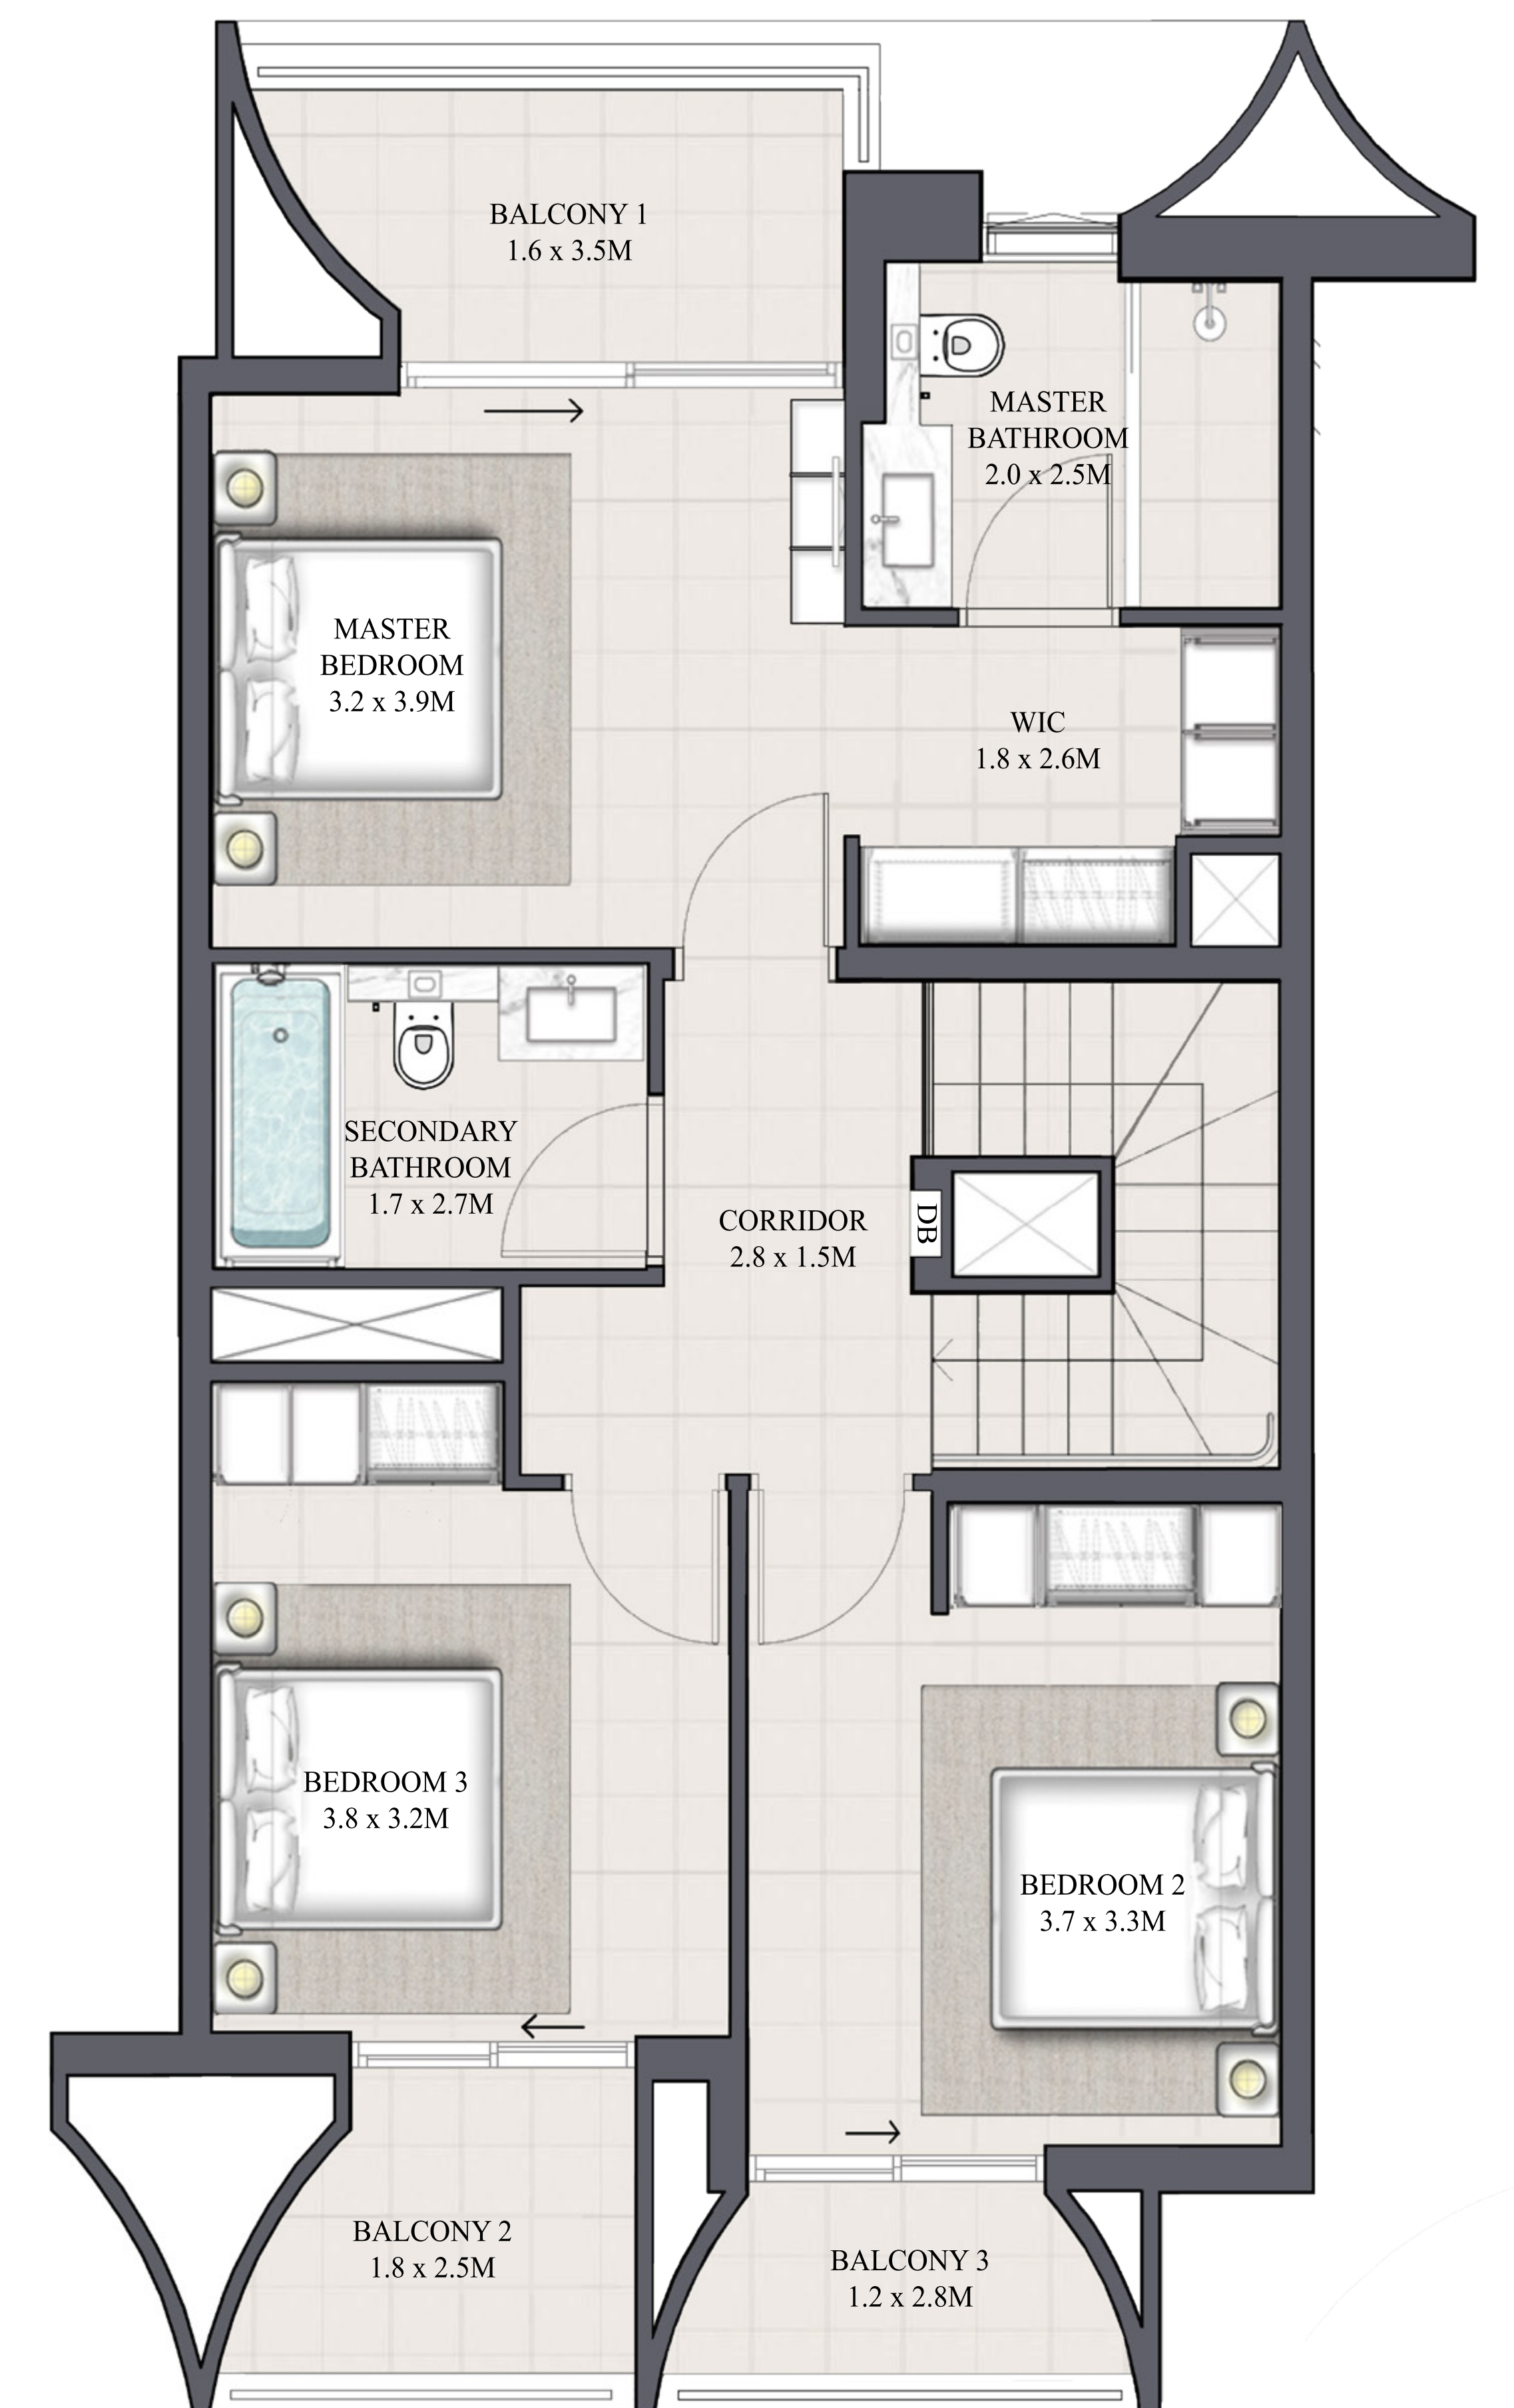 BALCONY 1
1.6 x 3.5M
MASTER
BATHROOM
2.0 x 2.5M
MASTER
BEDROOM
3.2 x 3.9M
WIC
1.8 x 2.6M
SECONDARY
BATHROOM
1.7 x 2.7M
CORRIDOR
2.8 x 1.5M
DB
BEDROOM 3
3.8 x 3.2M
BEDROOM 2
3.7 x 3.3M
BALCONY 2
1.8 x 2.5M
BALCONY 3
1.2 x 2.8M